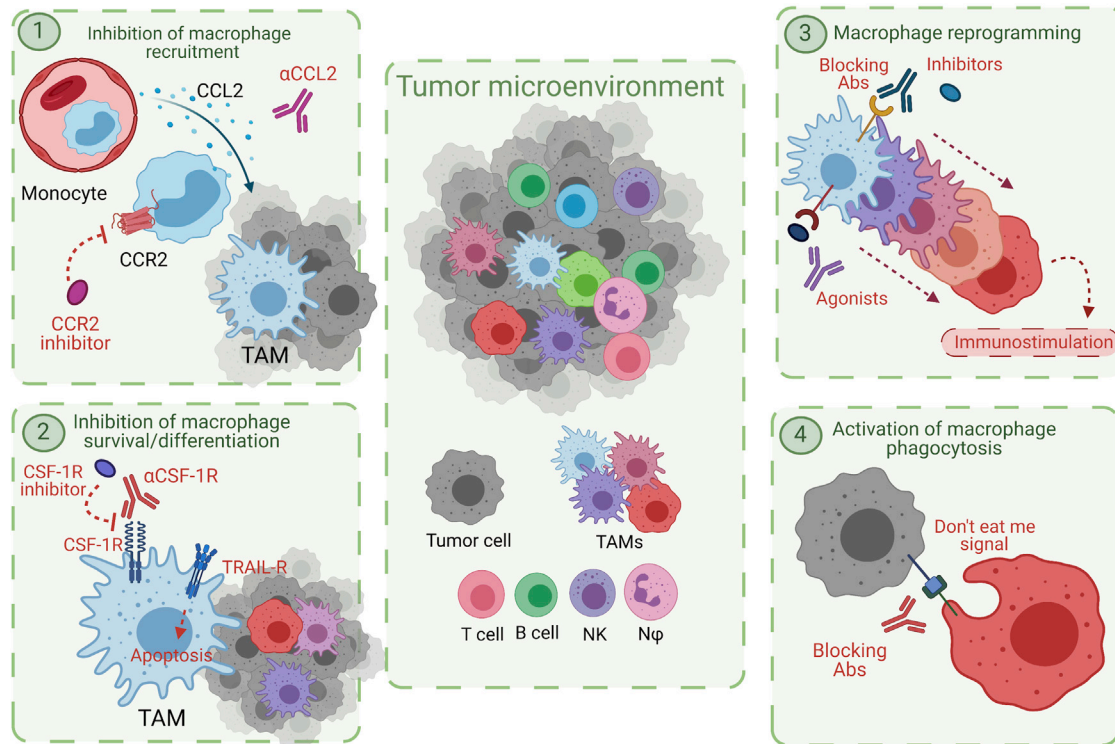 1
Inhibition of macrophage
recruitment
CCL2
αCCL2
Monocyte
CCR2
CCR2
inhibitor
TAM
2
Inhibition of macrophage
survival/differentiation
CSF-1R
inhibitor
αCSF-1R
CSF-1R
TRAIL-R
Apoptosis
TAM
Tumor microenvironment
Tumor cell
TAMs
T cell
B cell
NK
Nφ
3
Macrophage reprogramming
Blocking
Abs
Inhibitors
Agonists
Immunostimulation
4
Activation of macrophage
phagocytosis
Don't eat me
signal
Blocking
Abs